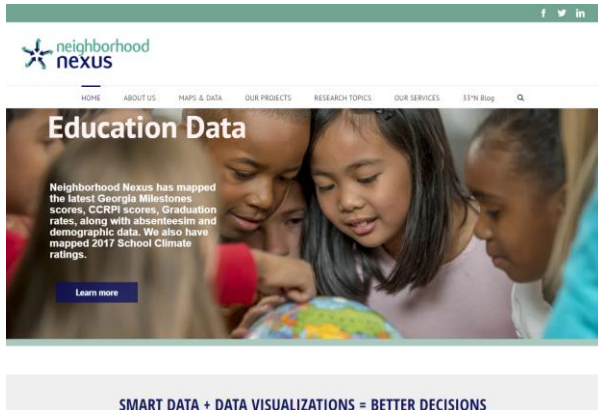 neighborhood
nexus
HOME ABOUT US MAPS & DATA OUR PROJECTS RESEARCH TOPICS OUR SERVICES 33°N Blog
Education Data
Neighborhood Nexus has mapped
the latest Georgia Milestones
scores, CCRPI scores, Graduation
rates, along with absenteesim and
demographic data. We also have
mapped 2017 School Climate
ratings.
Learn more
SMART DATA + DATA VISUALIZATIONS = BETTER DECISIONS